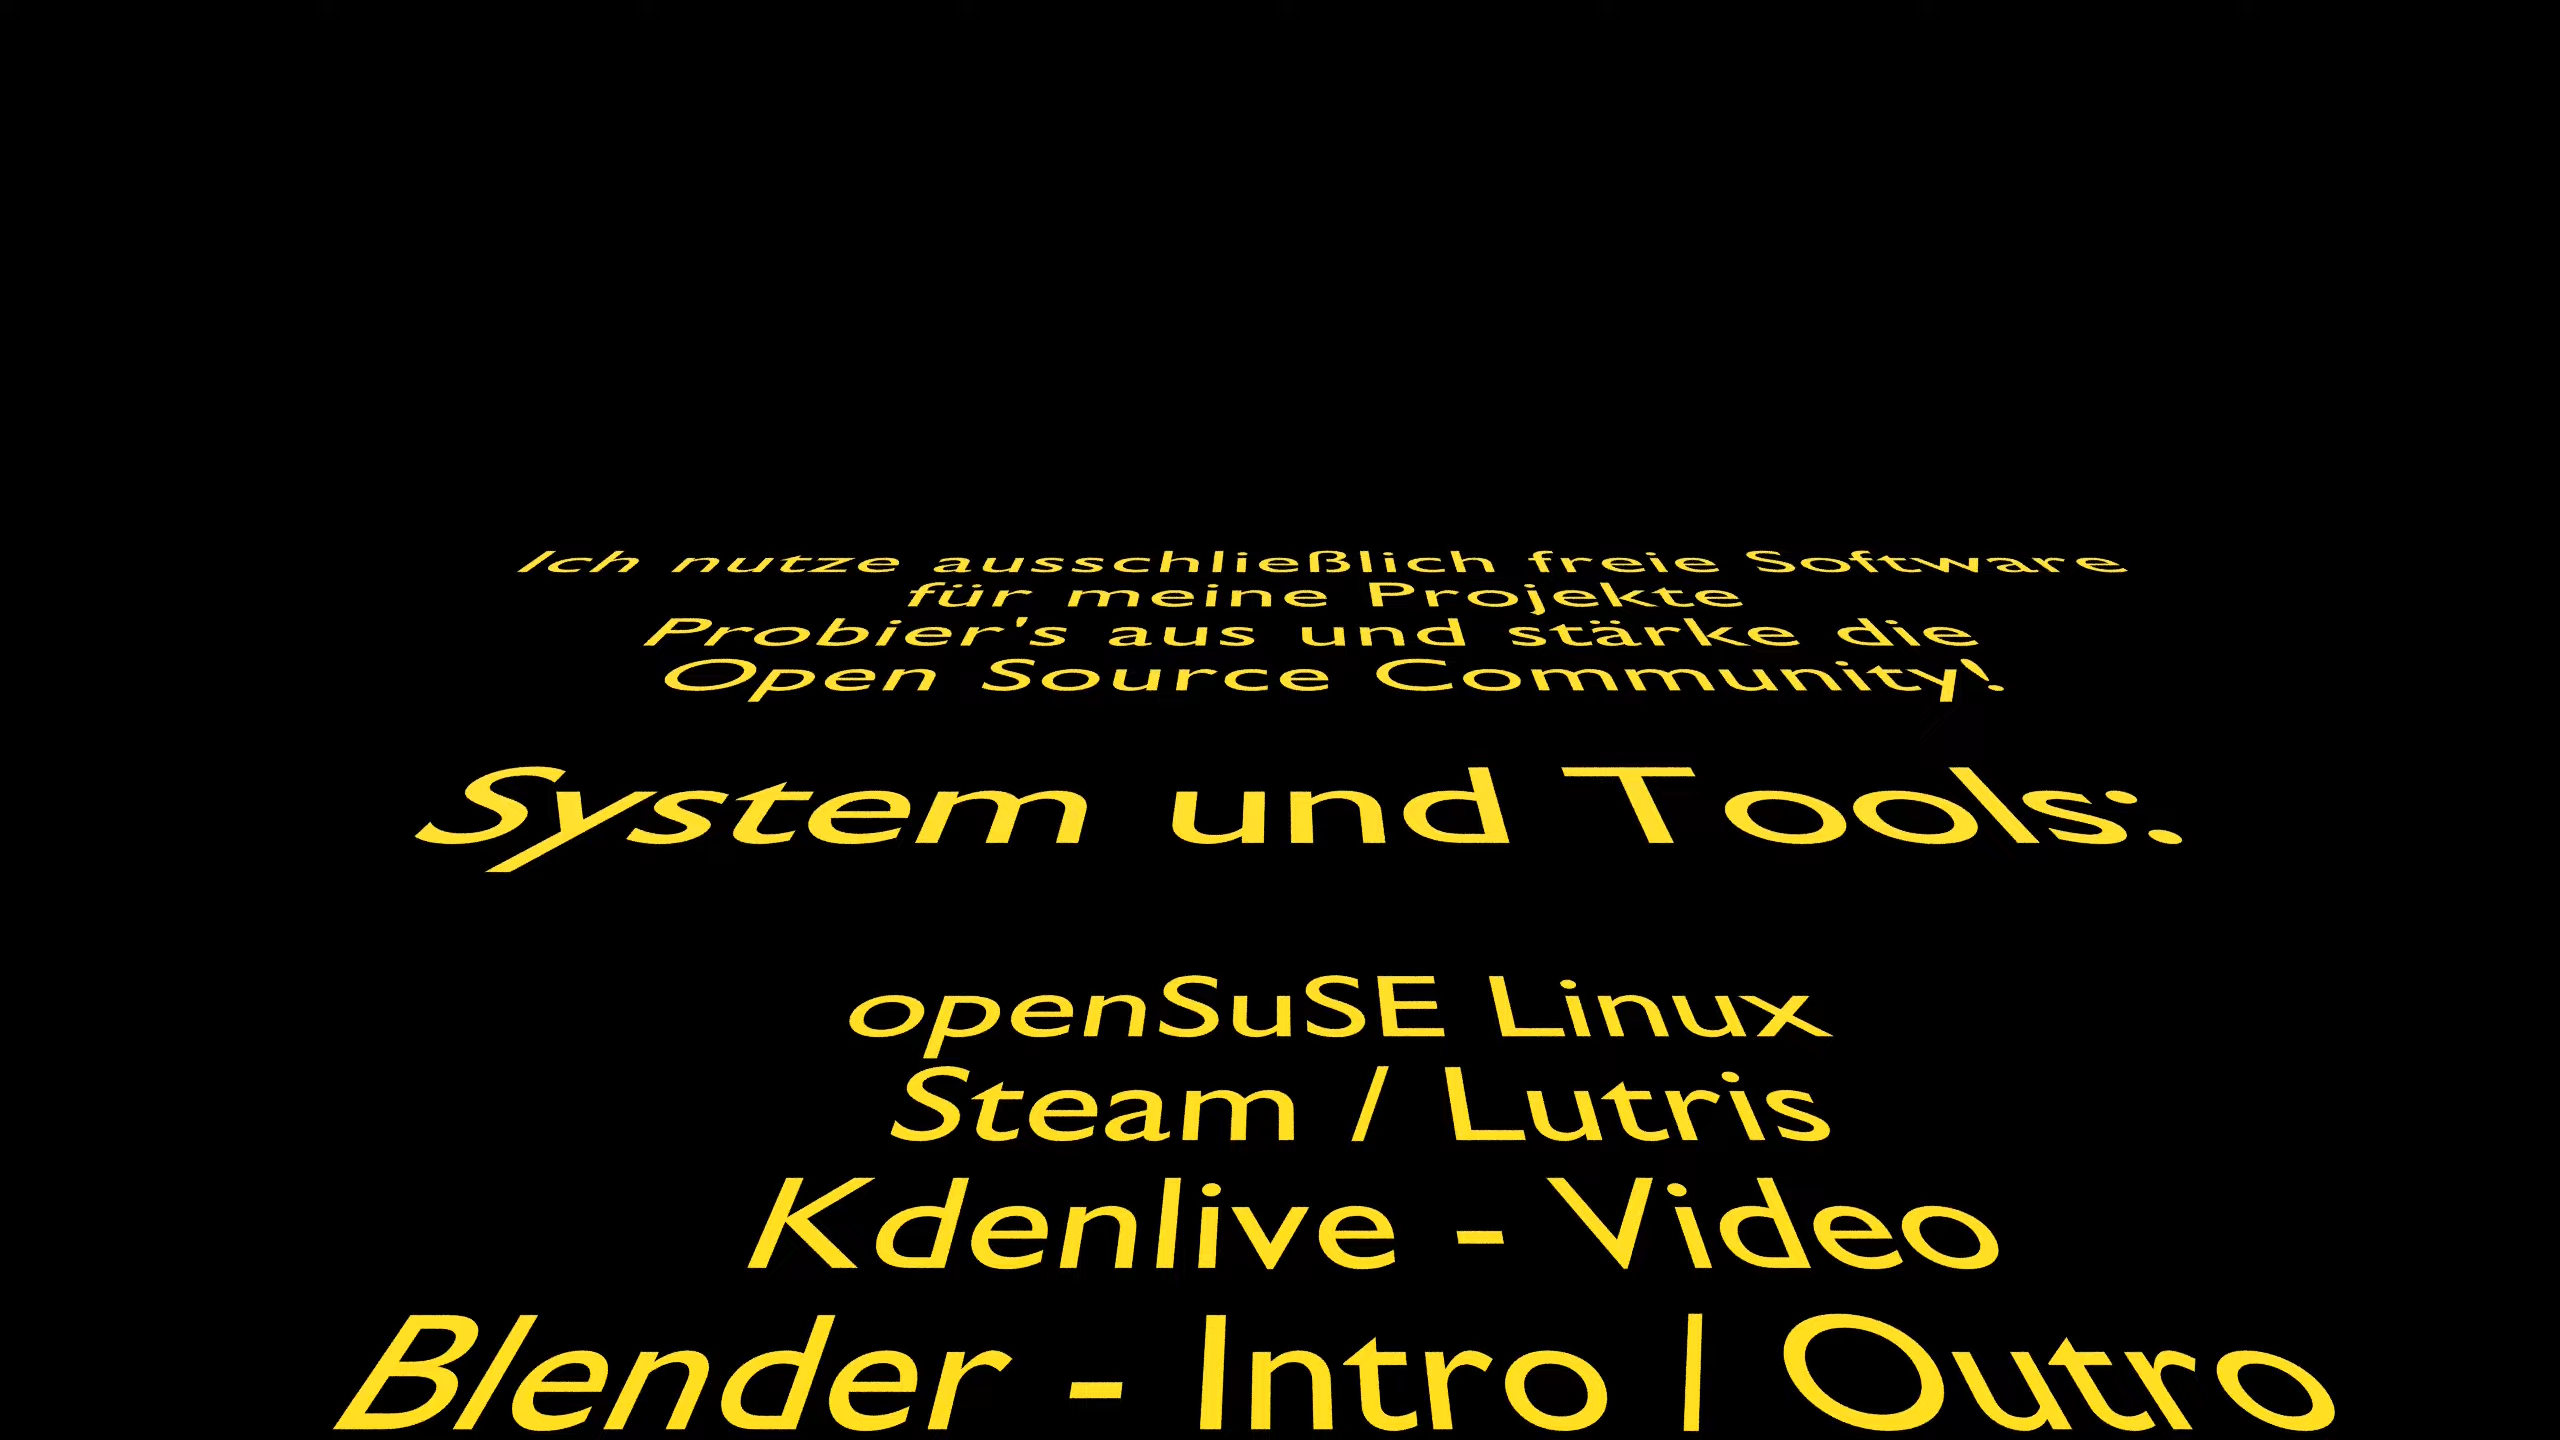 Ich nutze ausschließlich freie Software
für meine Projekte
Probier's aus und stärke die
Open Source Community!
System und Tools:
openSuSE Linux
Steam / Lutris
Kdenlive - Video
Blender - Intro | Outro